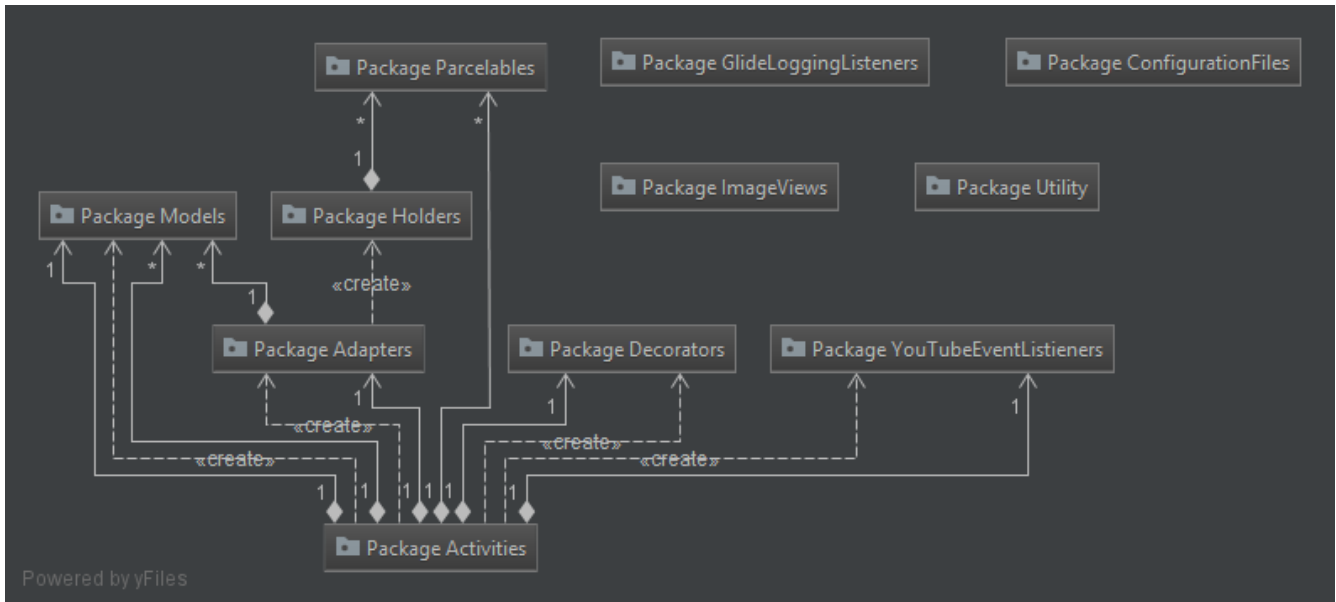 Package Parcelables
Package GlideLoggingListeners
Package ConfigurationFiles
*
*
1
Package ImageViews
Package Utility
Package Models
Package Holders
1
*
*
«create»
1
Package Adapters
Package Decorators
Package YouTubeEventListieners
1
1
1
«create»
«create»
«create»
«create»
1
1
1
1
1
1
Package Activities
Powered by yFiles